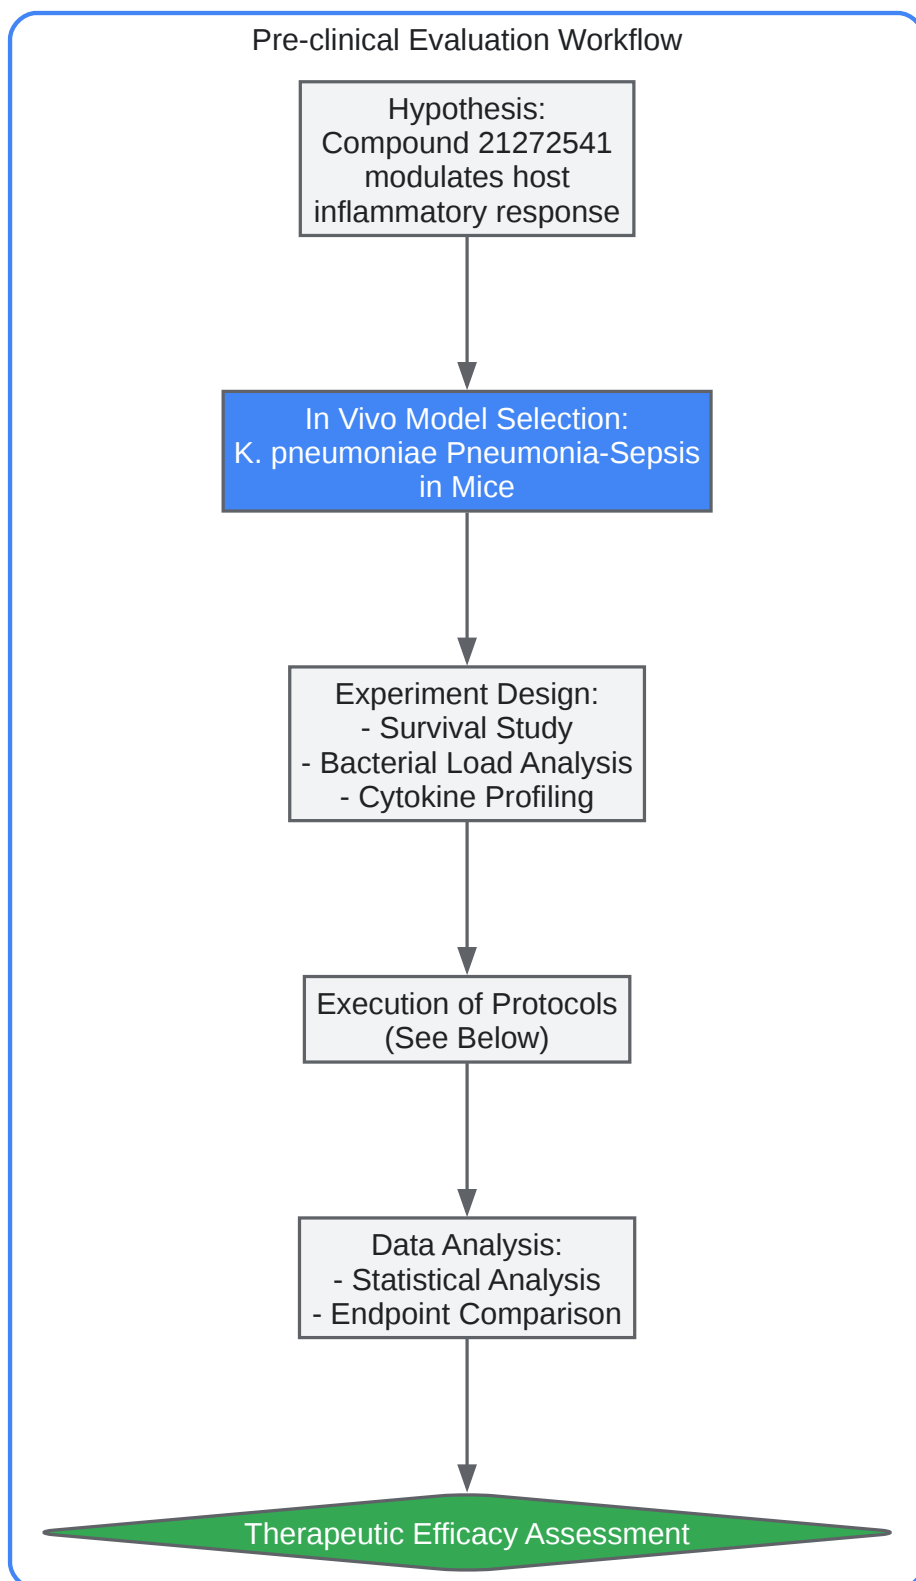 Pre-clinical Evaluation Workflow
Hypothesis:
Compound 21272541
modulates host
inflammatory response
In Vivo Model Selection:
K. pneumoniae Pneumonia-Sepsis
in Mice
Experiment Design:
- Survival Study
- Bacterial Load Analysis
- Cytokine Profiling
Execution of Protocols
(See Below)
Data Analysis:
- Statistical Analysis
- Endpoint Comparison
Therapeutic Efficacy Assessment